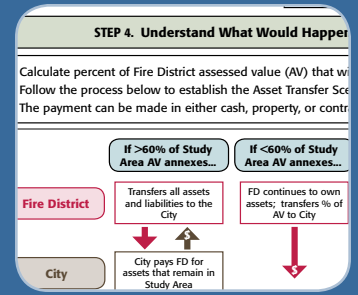 STEP 4. Understand What Would Happen
Calculate percent of Fire District assessed value (AV) that
Follow the process below to establish the Asset Transfer
The payment can be made in either cash, property, or
If >60% of Study
Area AV annexes...
If <60% of Study
Area AV annexes...
Fire District
Transfers all assets
and liabilities to the
City
FD continues to own
assets; transfers % of
AV to City
$
City
City pays FD for
assets that remain in
Study Area
$